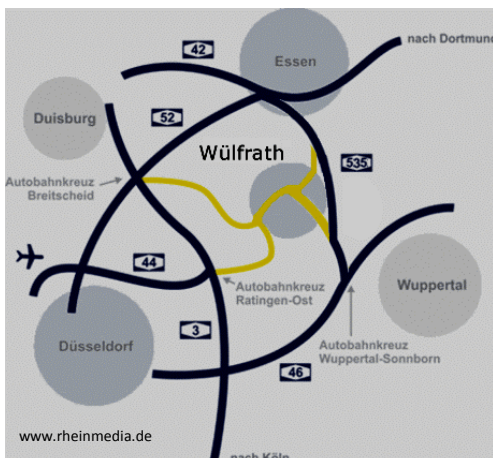 nach Dortmund
42
Essen
Duisburg
52
Wülfrath
535
Autobahnkreuz
Breitscheid
44
Autobahnkreuz
Ratingen-Ost
Wuppertal
3
Düsseldorf
Autobahnkreuz
Wuppertal-Sonnborn
46
www.rheinmedia.de
nach Köln